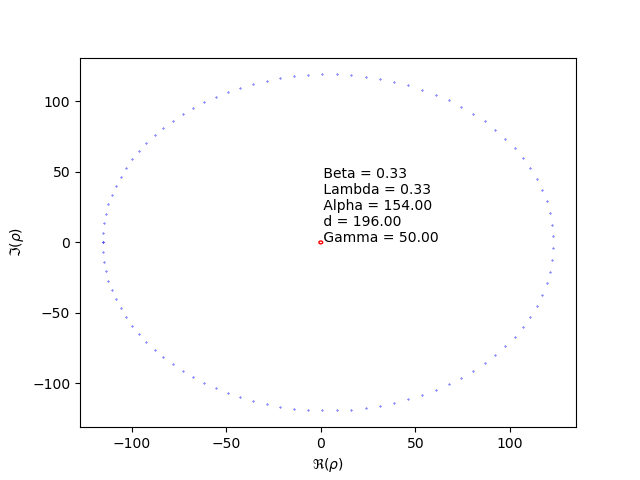 100
50
0
−50
−100
ℑ(ρ)
Beta = 0.33
Lambda = 0.33
Alpha = 154.00
d = 196.00
Gamma = 50.00
−100
−50
0
50
100
ℜ(ρ)